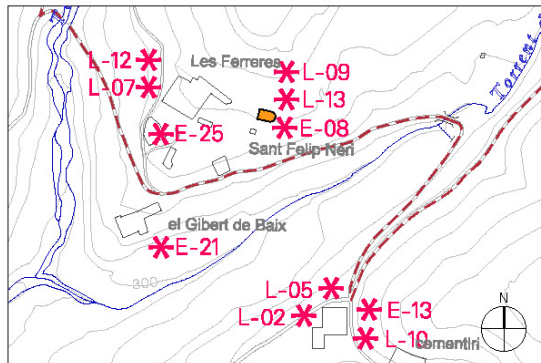 L-12
Les Ferreres
L-09
L-07
L-13
Torrent
E-25
E-08
Sant Felip Neri
el Gibert de Baix
E-21
300
L-05
L-02
E-13
L-10
cementiri
N